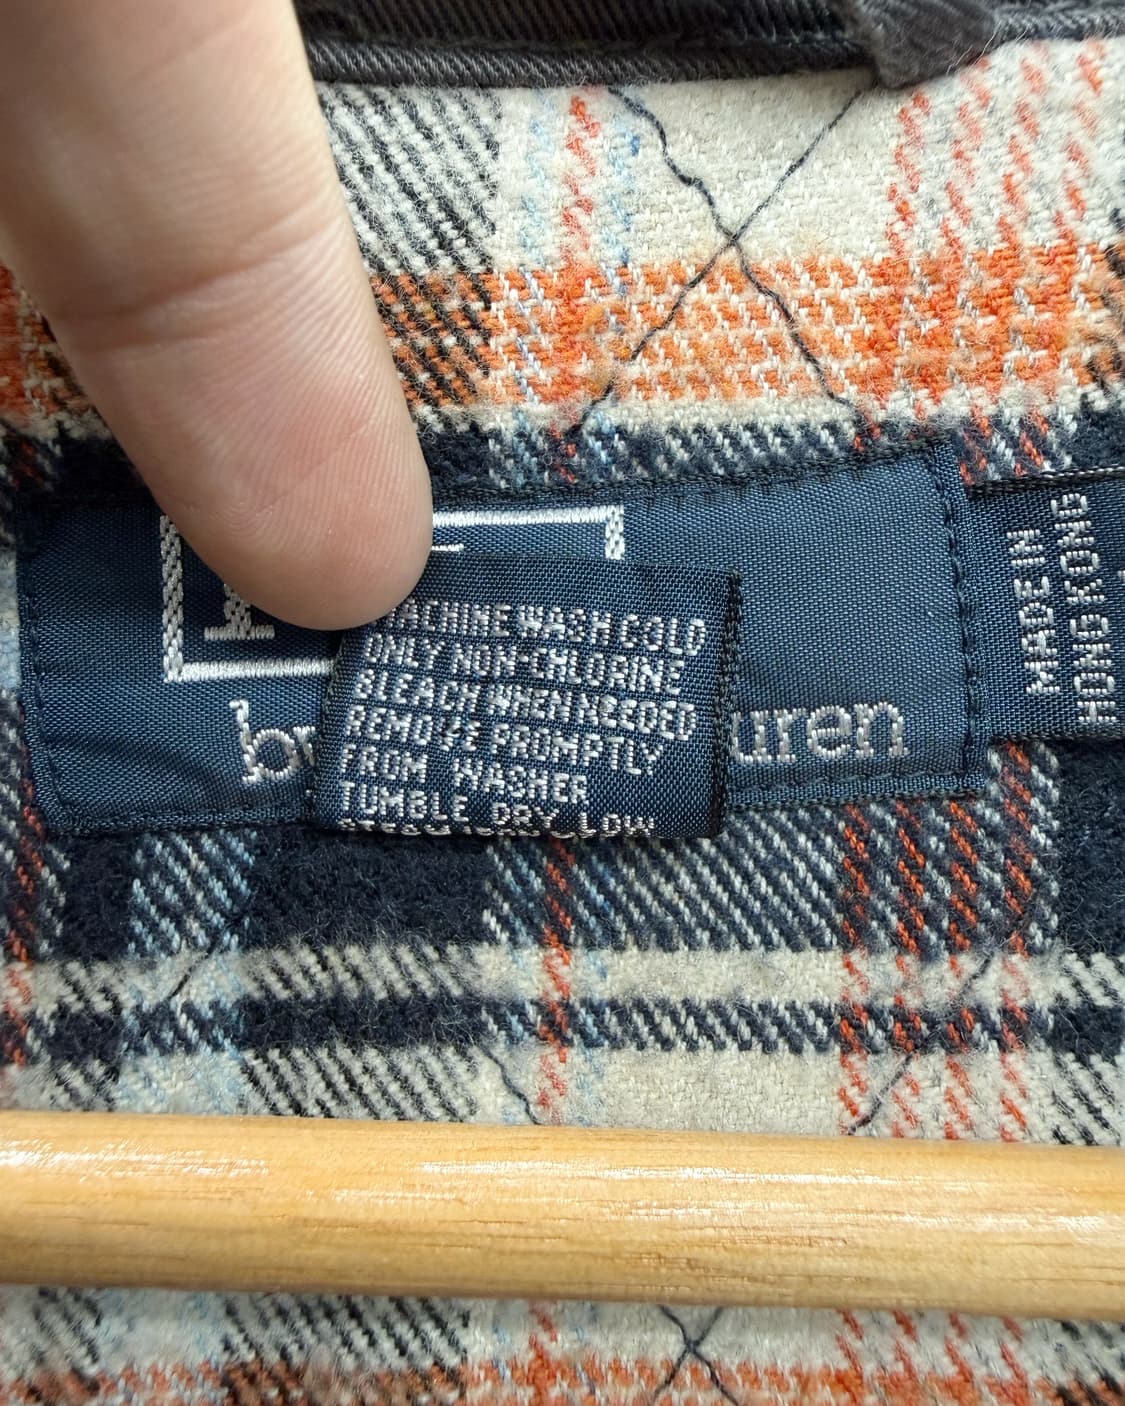 MACHINE WASH COLD
ONLY NON-CHLORINE
BLEACH WHEN NEEDED
REMOVE PROMPTLY
FROM WASHER
TUMBLE DRY LOW
MADE IN
HONG KONG